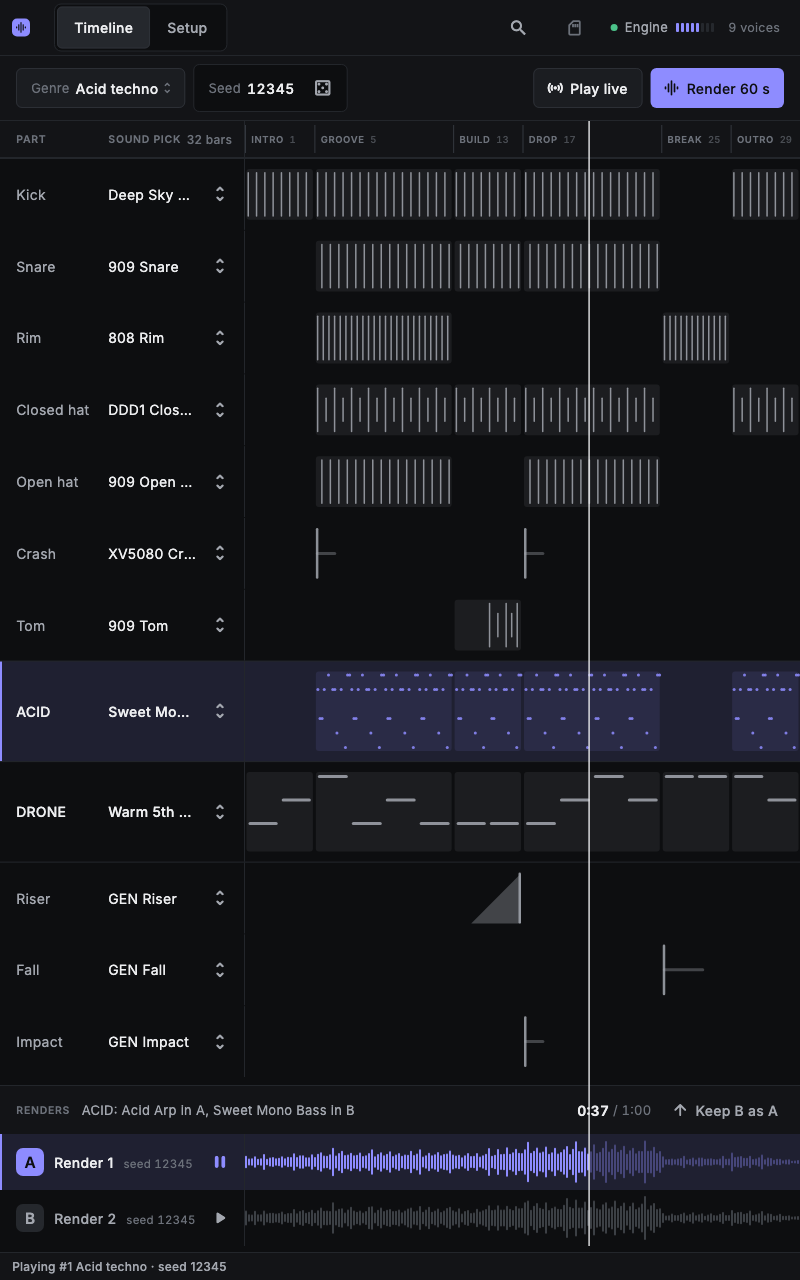 Timeline Setup Engine 9 voices
Genre Acid techno Seed 12345 Play live Render 60 s
PART SOUND PICK 32 bars INTRO 1 GROOVE 5 BUILD 13 DROP 17 BREAK 25 OUTRO 29
Kick Deep Sky ...
Snare 909 Snare
Rim 808 Rim
Closed hat DDD1 Clos...
Open hat 909 Open ...
Crash XV5080 Cr...
Tom 909 Tom
ACID Sweet Mo...
DRONE Warm 5th ...
Riser GEN Riser
Fall GEN Fall
Impact GEN Impact
RENDERS ACID: Acid Arp in A, Sweet Mono Bass in B 0:37 / 1:00 Keep B as A
A Render 1 seed 12345
B Render 2 seed 12345
Playing #1 Acid techno · seed 12345